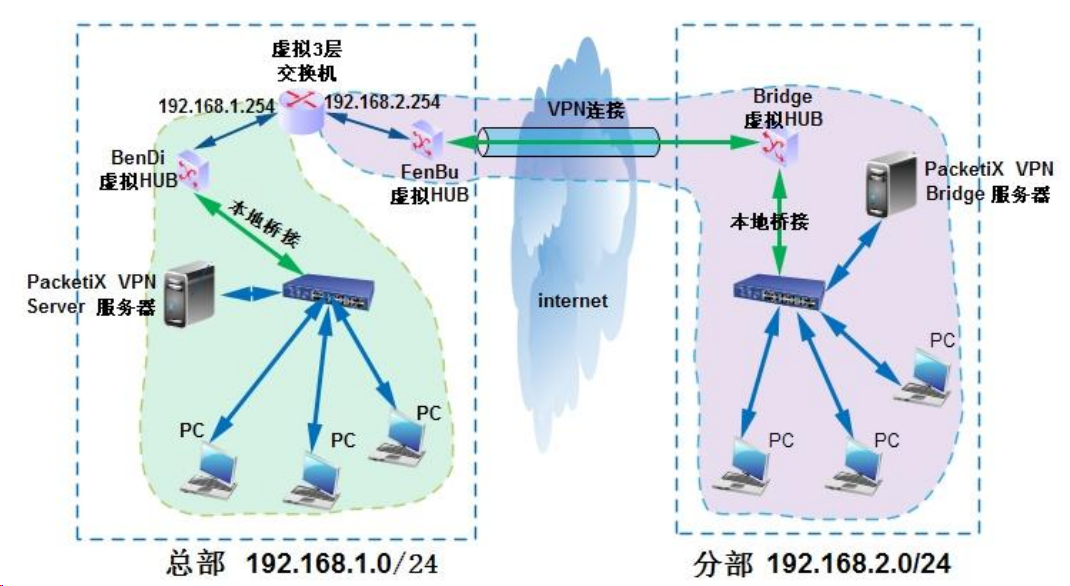 虚拟3层
交换机
192.168.1.254
192.168.2.254
VPN连接
Bridge
虚拟HUB
BenDi
虚拟HUB
FenBu
虚拟HUB
PacketiX VPN
Bridge 服务器
本地桥接
本地桥接
PacketiX VPN
Server 服务器
internet
PC
PC
PC
PC
PC
PC
总部 192.168.1.0/24
分部 192.168.2.0/24